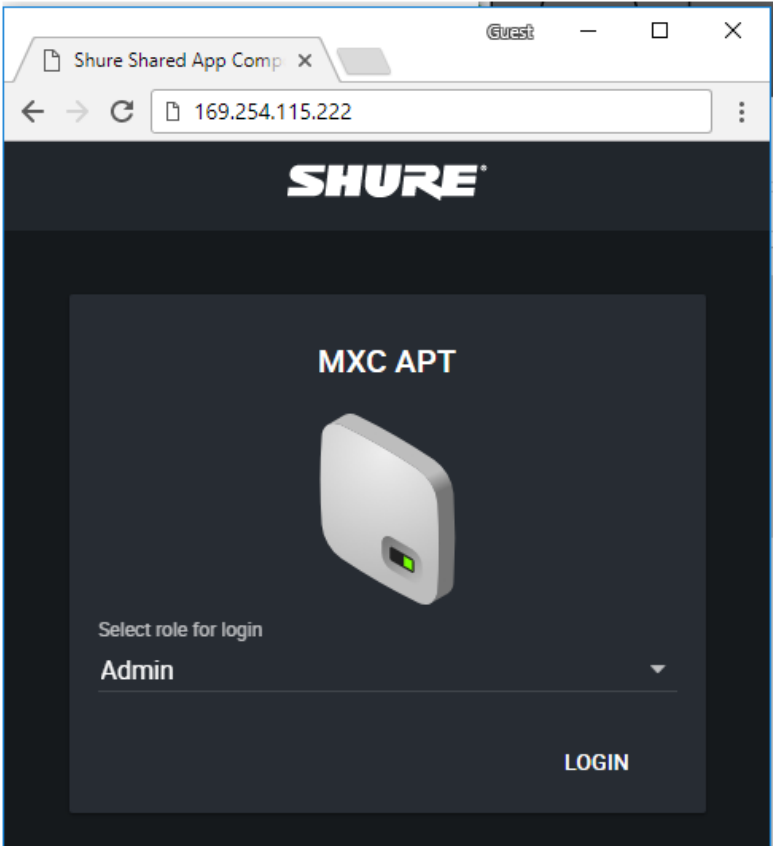 Guest
Shure Shared App Comp
169.254.115.222
SHURE
MXC APT
Select role for login
Admin
LOGIN